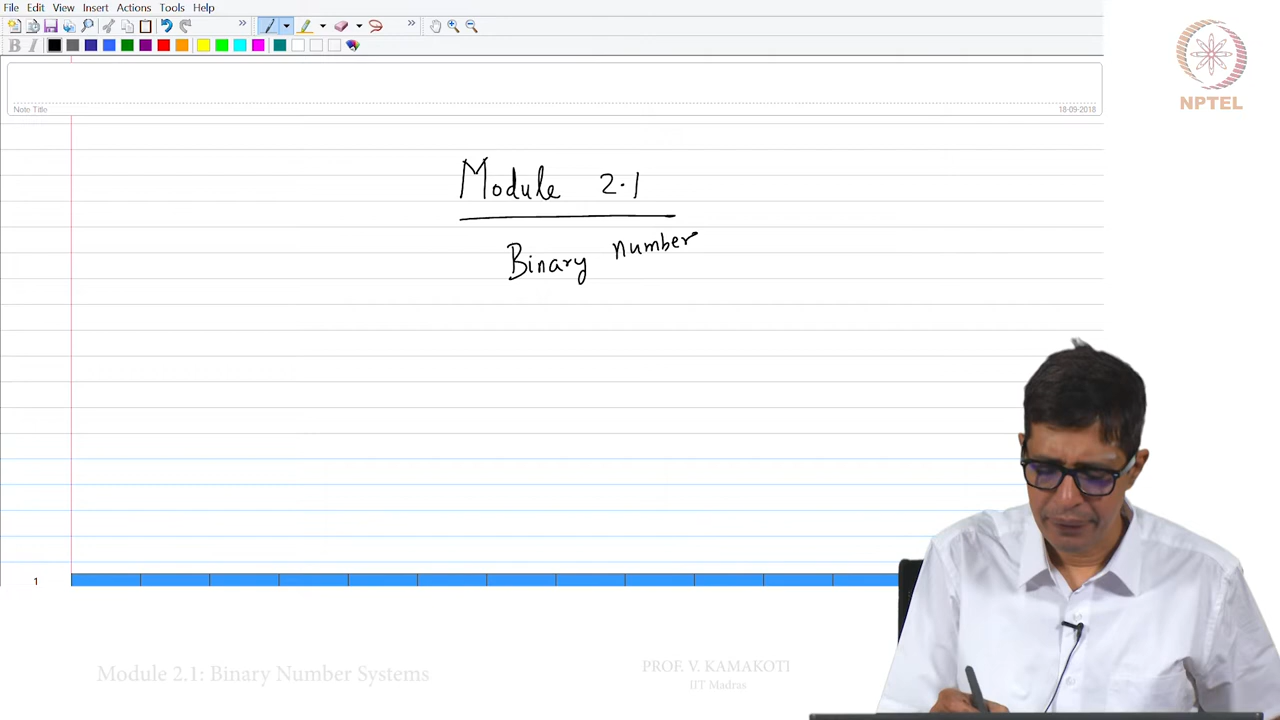 File Edit View Insert Actions Tools Help
» »
B I
NPTEL
Note Title 18-09-2018
Module 2.1
Binary number
1
Module 2.1: Binary Number Systems
PROF. V. KAMAKOTI
IIT Madras